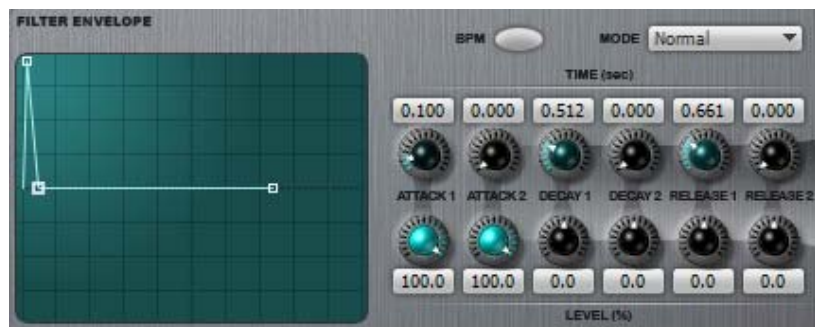 FILTER ENVELOPE
BPM MODE Normal
TIME (sec)
0.100 0.000 0.512 0.000 0.661 0.000
ATTACK 1 ATTACK 2 DECAY 1 DECAY 2 RELEASE 1 RELEASE 2
100.0 100.0 0.0 0.0 0.0 0.0
LEVEL (%)